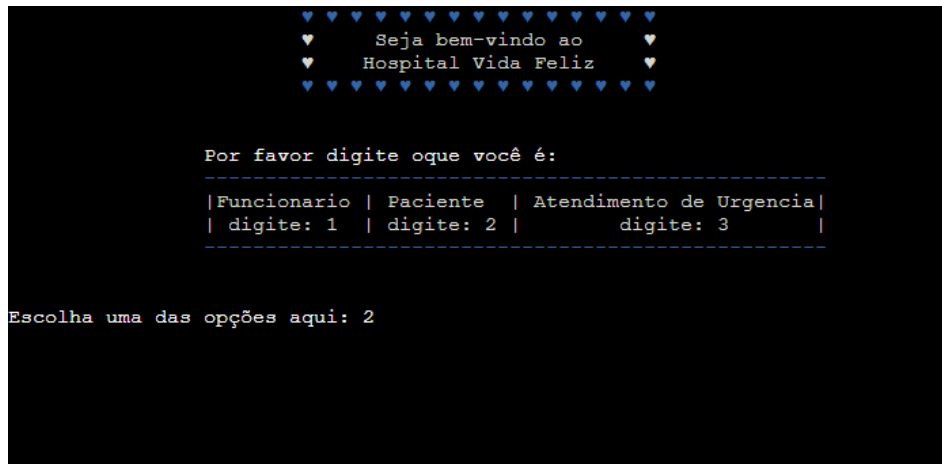 ♥ ♥ ♥ ♥ ♥ ♥ ♥ ♥ ♥ ♥ ♥ ♥ ♥ ♥ ♥
♥ Seja bem-vindo ao ♥
♥ Hospital Vida Feliz ♥
♥ ♥ ♥ ♥ ♥ ♥ ♥ ♥ ♥ ♥ ♥ ♥ ♥ ♥ ♥
Por favor digite oque você é:
---------------------------------------------------
|Funcionario | Paciente | Atendimento de Urgencia|
| digite: 1 | digite: 2 | digite: 3 |
---------------------------------------------------
Escolha uma das opções aqui: 2